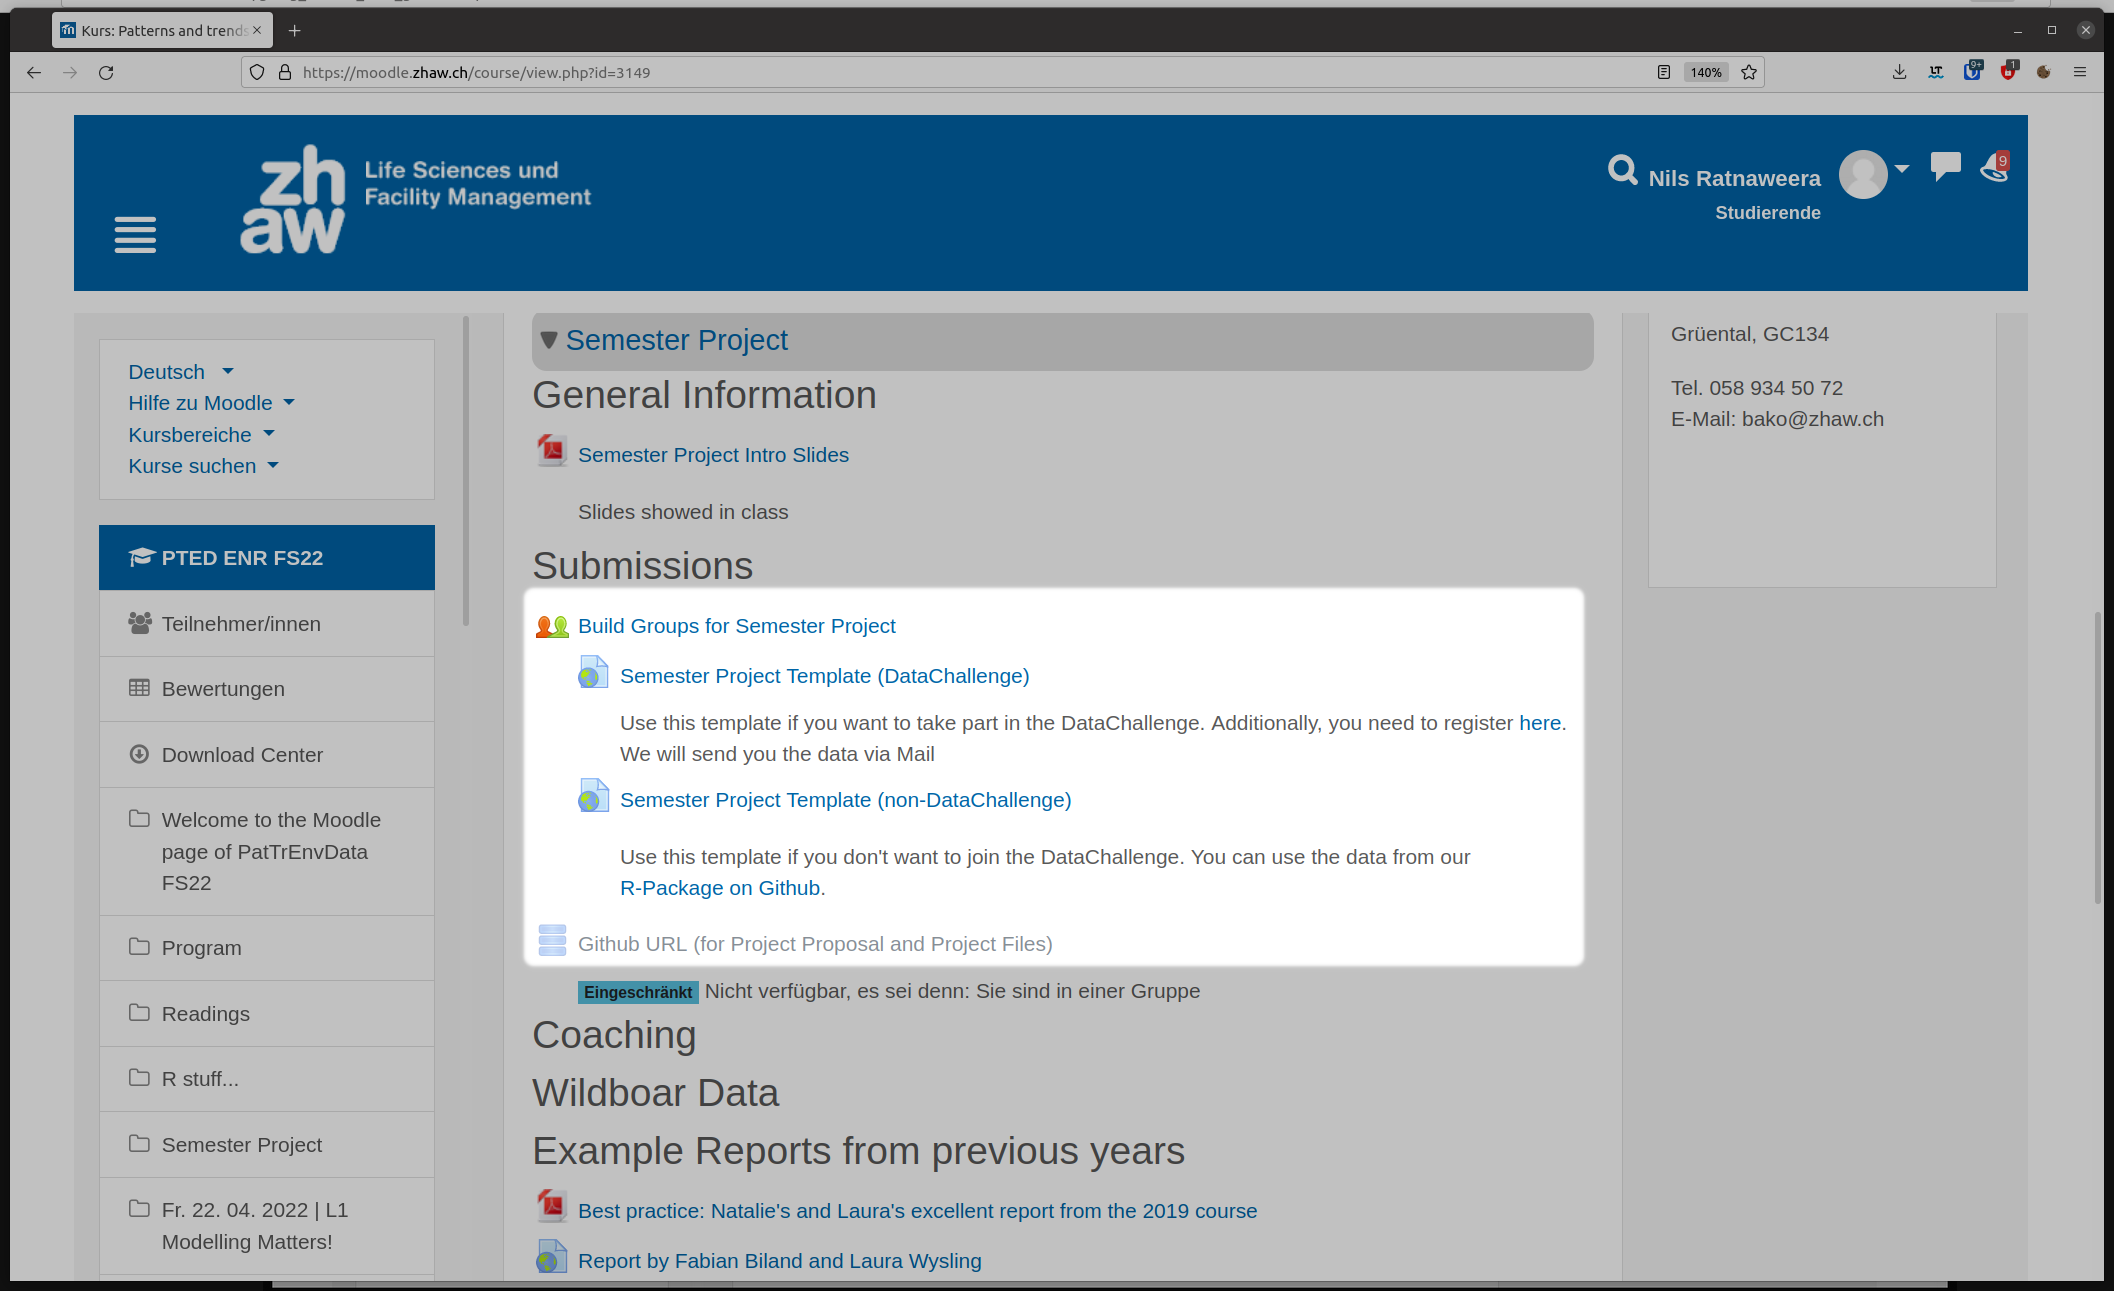 Kurs: Patterns and trends
https://moodle.zhaw.ch/course/view.php?id=3149
140%
9+
1
zh
aw
Life Sciences und
Facility Management
Nils Ratnaweera
Studierende
9
Deutsch
Hilfe zu Moodle
Kursbereiche
Kurse suchen
PTED ENR FS22
Teilnehmer/innen
Bewertungen
Download Center
Welcome to the Moodle
page of PatTrEnvData
FS22
Program
Readings
R stuff...
Semester Project
Fr. 22. 04. 2022 | L1
Modelling Matters!
Semester Project
General Information
Semester Project Intro Slides
Slides showed in class
Submissions
Build Groups for Semester Project
Semester Project Template (DataChallenge)
Use this template if you want to take part in the DataChallenge. Additionally, you need to register here.
We will send you the data via Mail
Semester Project Template (non-DataChallenge)
Use this template if you don't want to join the DataChallenge. You can use the data from our
R-Package on Github.
Github URL (for Project Proposal and Project Files)
Eingeschränkt Nicht verfügbar, es sei denn: Sie sind in einer Gruppe
Coaching
Wildboar Data
Example Reports from previous years
Best practice: Natalie's and Laura's excellent report from the 2019 course
Report by Fabian Biland and Laura Wysling
Grüental, GC134
Tel. 058 934 50 72
E-Mail: bako@zhaw.ch